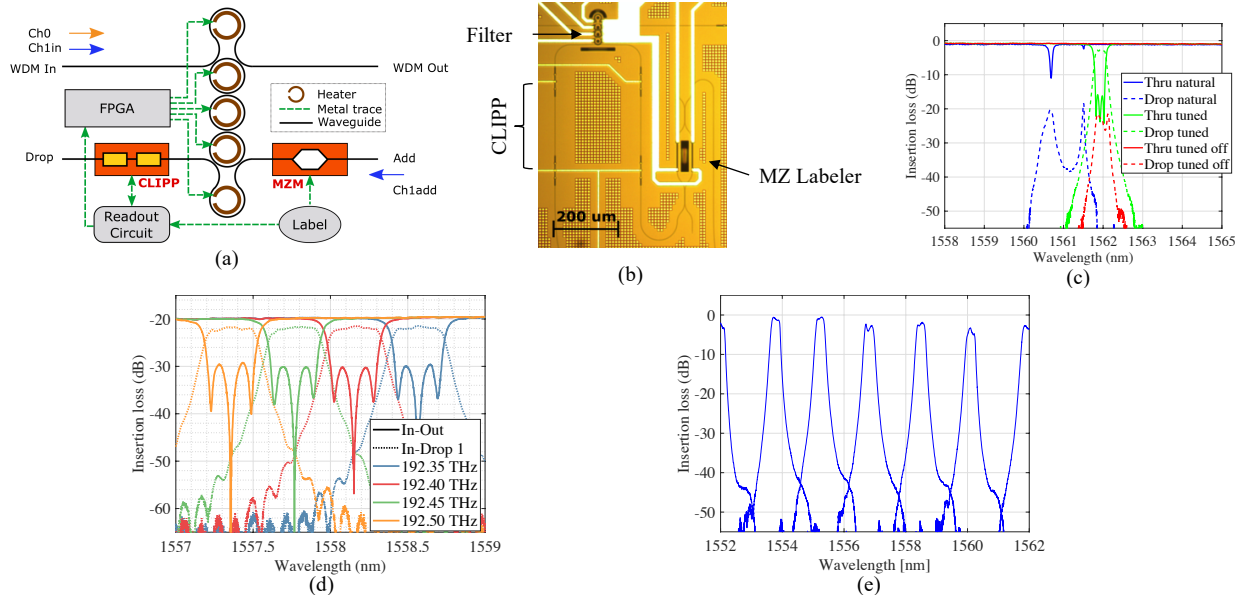 Ch0
Ch1in
WDM In
WDM Out
FPGA
Heater
Metal trace
Waveguide
Drop
Add
CLIPP
MZM
Ch1add
Readout
Circuit
Label
(a)
Filter
CLIPP
MZ Labeler
200 um
(b)
Insertion loss (dB)
0
-10
-20
-30
-40
-50
Thru natural
Drop natural
Thru tuned
Drop tuned
Thru tuned off
Drop tuned off
1558 1559 1560 1561 1562 1563 1564 1565
Wavelength (nm)
(c)
Insertion loss (dB)
-20
-30
-40
-50
-60
In-Out
In-Drop 1
192.35 THz
192.40 THz
192.45 THz
192.50 THz
1557 1557.5 1558 1558.5 1559
Wavelength (nm)
(d)
Insertion loss (dB)
0
-10
-20
-30
-40
-50
1552 1554 1556 1558 1560 1562
Wavelength [nm]
(e)